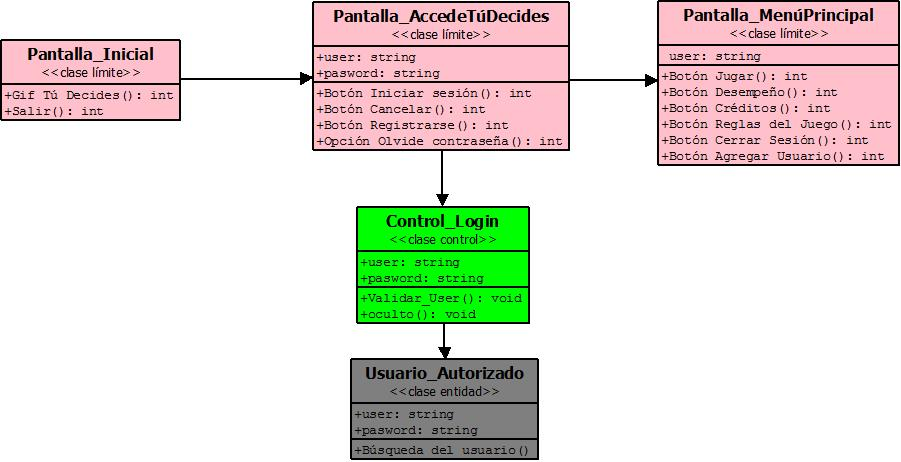 Pantalla_Inicial
<<clase límite>>
+Gif Tú Decides(): int
+Salir(): int
Pantalla_AccedeTúDecides
<<clase límite>>
+user: string
+pasword: string
+Botón Iniciar sesión(): int
+Botón Cancelar(): int
+Botón Registrarse(): int
+Opción Olvide contraseña(): int
Pantalla_MenúPrincipal
<<clase límite>>
user: string
+Botón Jugar(): int
+Botón Desempeño(): int
+Botón Créditos(): int
+Botón Reglas del Juego(): int
+Botón Cerrar Sesión(): int
+Botón Agregar Usuario(): int
Control_Login
<<clase control>>
+user: string
+pasword: string
+Validar_User(): void
+oculto(): void
Usuario_Autorizado
<<clase entidad>>
+user: string
+pasword: string
+Búsqueda del usuario()